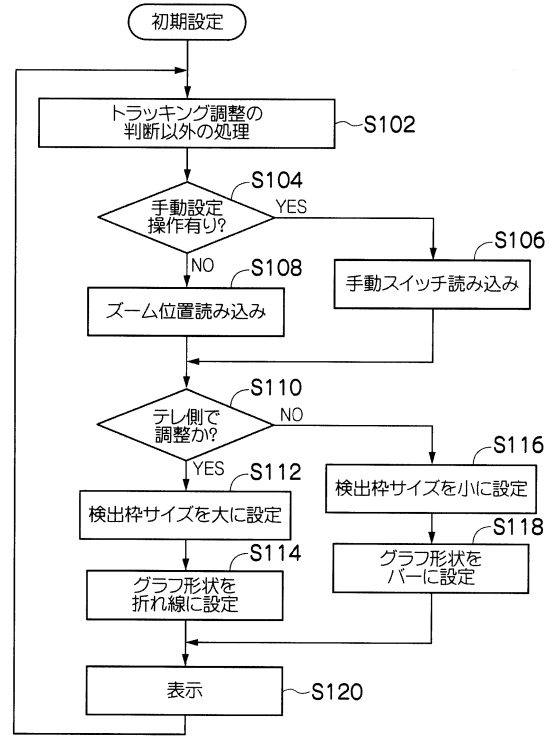 初期設定
トラッキング調整の
判断以外の処理
S102
手動設定
操作有り?
S104
YES
NO
手動スイッチ読み込み
S106
ズーム位置読み込み
S108
テレ側で
調整か?
S110
NO
YES
検出枠サイズを大に設定
S112
検出枠サイズを小に設定
S116
グラフ形状を
折れ線に設定
S114
グラフ形状を
バーに設定
S118
表示
S120